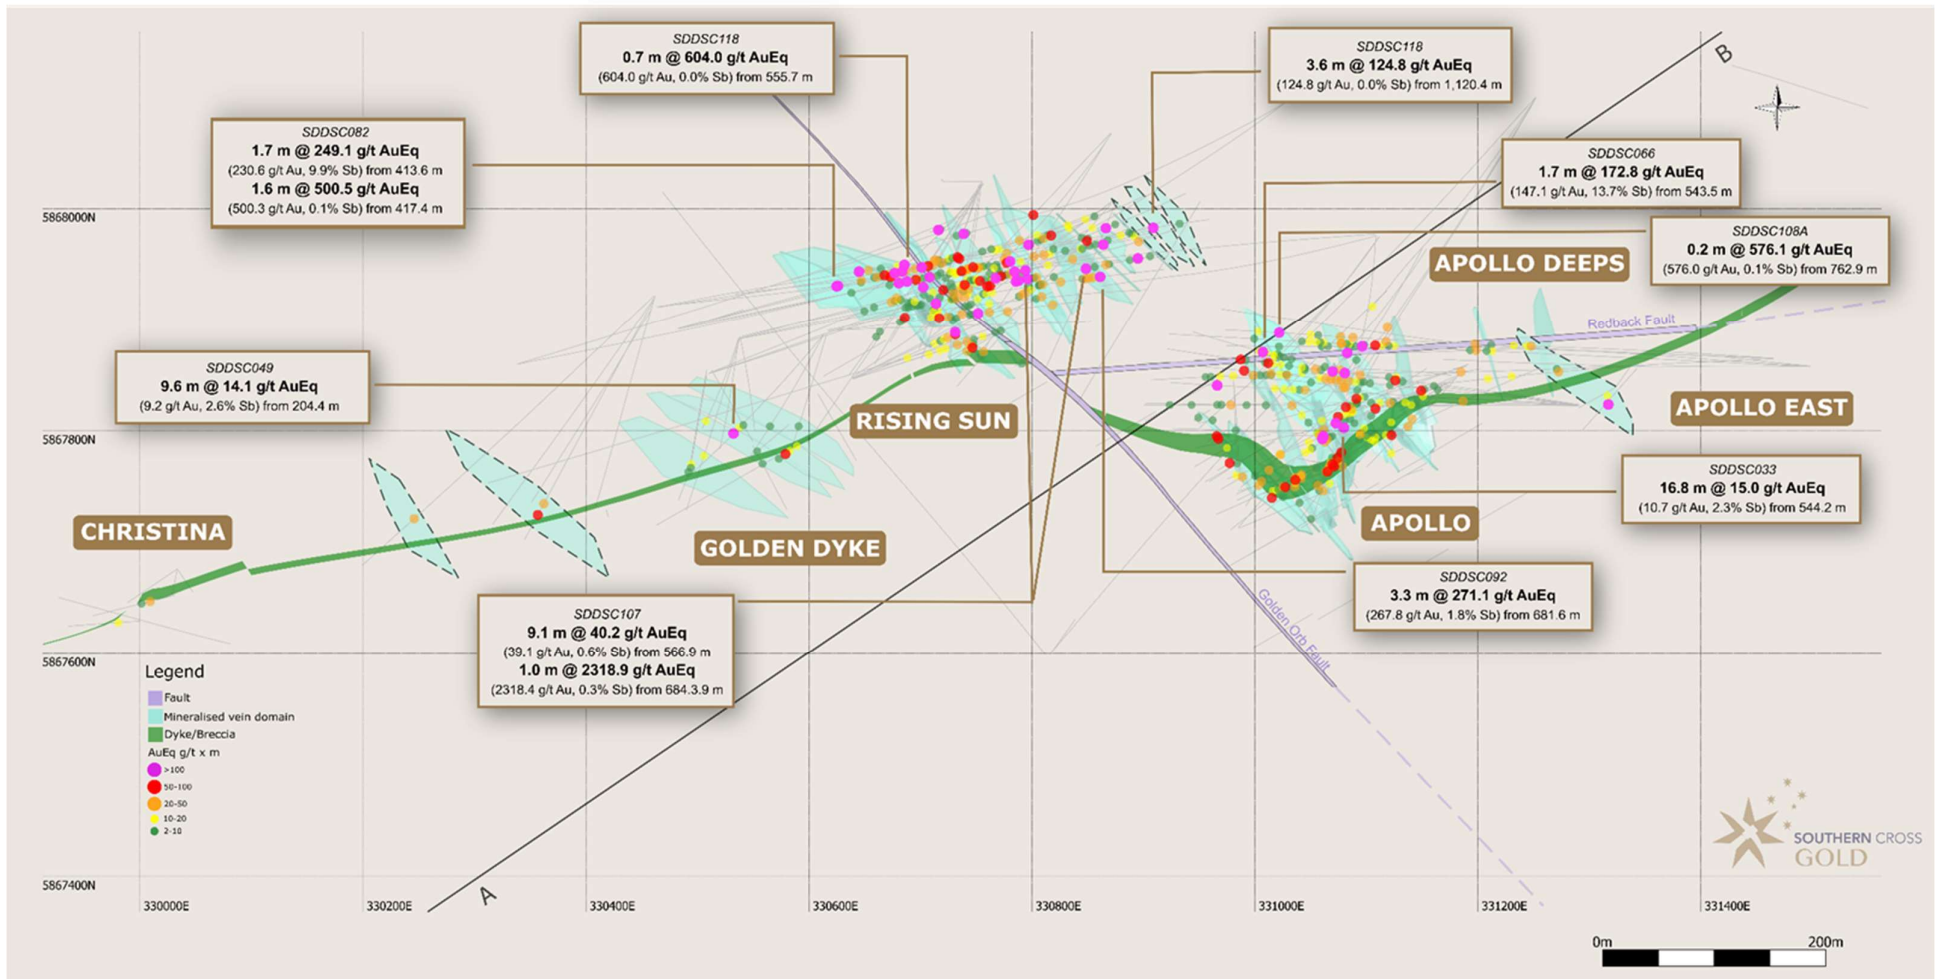 SDDSC118
0.7 m @ 604.0 g/t AuEq
(604.0 g/t Au, 0.0% Sb) from 555.7 m
SDDSC118
3.6 m @ 124.8 g/t AuEq
(124.8 g/t Au, 0.0% Sb) from 1,120.4 m
B
SDDSC082
1.7 m @ 249.1 g/t AuEq
(230.6 g/t Au, 9.9% Sb) from 413.6 m
1.6 m @ 500.5 g/t AuEq
(500.3 g/t Au, 0.1% Sb) from 417.4 m
SDDSC066
1.7 m @ 172.8 g/t AuEq
(147.1 g/t Au, 13.7% Sb) from 543.5 m
5868000N
SDDSC108A
0.2 m @ 576.1 g/t AuEq
(576.0 g/t Au, 0.1% Sb) from 762.9 m
APOLLO DEEPS
Redback Fault
SDDSC049
9.6 m @ 14.1 g/t AuEq
(9.2 g/t Au, 2.6% Sb) from 204.4 m
RISING SUN
APOLLO EAST
5867800N
SDDSC033
16.8 m @ 15.0 g/t AuEq
(10.7 g/t Au, 2.3% Sb) from 544.2 m
CHRISTINA
GOLDEN DYKE
APOLLO
SDDSC092
3.3 m @ 271.1 g/t AuEq
(267.8 g/t Au, 1.8% Sb) from 681.6 m
SDDSC107
9.1 m @ 40.2 g/t AuEq
(39.1 g/t Au, 0.6% Sb) from 566.9 m
1.0 m @ 2318.9 g/t AuEq
(2318.4 g/t Au, 0.3% Sb) from 684.3.9 m
Golden Orb Fault
5867600N
Legend
Fault
Mineralised vein domain
Dyke/Breccia
AuEq g/t x m
>100
50-100
20-50
10-20
2-10
SOUTHERN CROSS
GOLD
5867400N
A
330000E
330200E
330400E
330600E
330800E
331000E
331200E
331400E
0m
200m